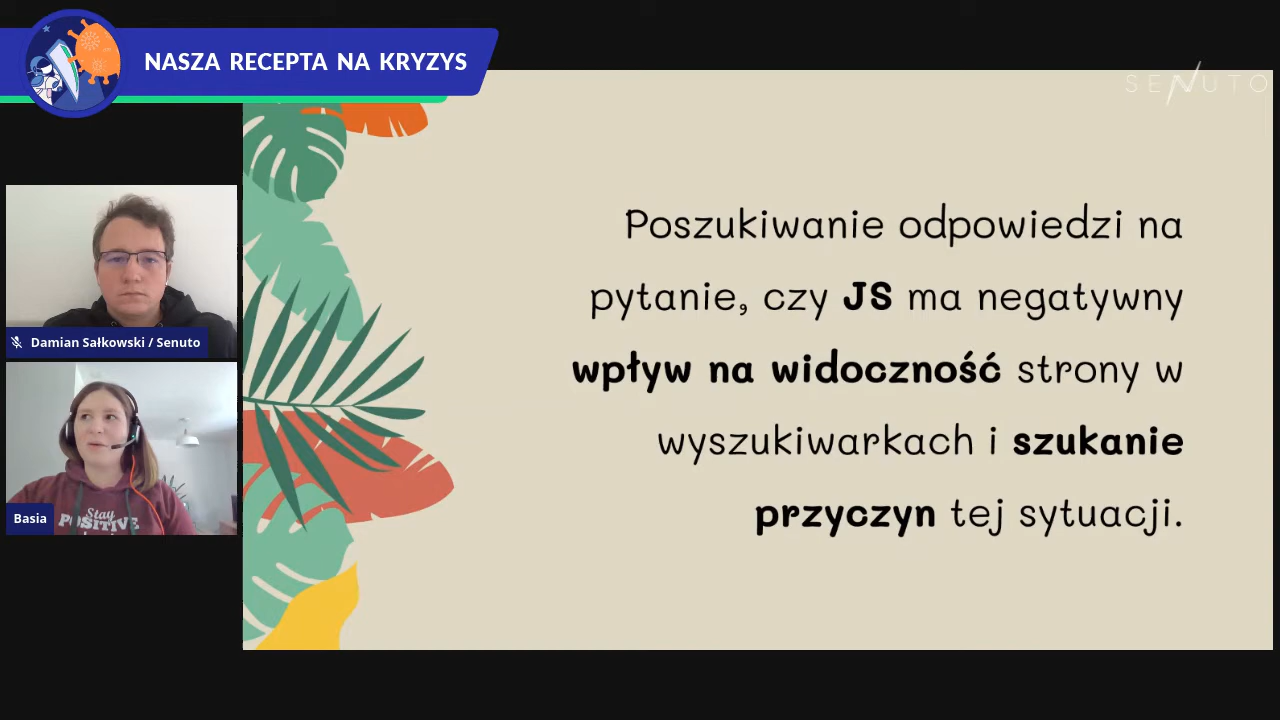 NASZA RECEPTA NA KRYZYS
SENUTO
Poszukiwanie odpowiedzi na
pytanie, czy JS ma negatywny
wpływ na widoczność strony w
wyszukiwarkach i szukanie
przyczyn tej sytuacji.
Damian Sałkowski / Senuto
Stay
POSITIVE
Basia